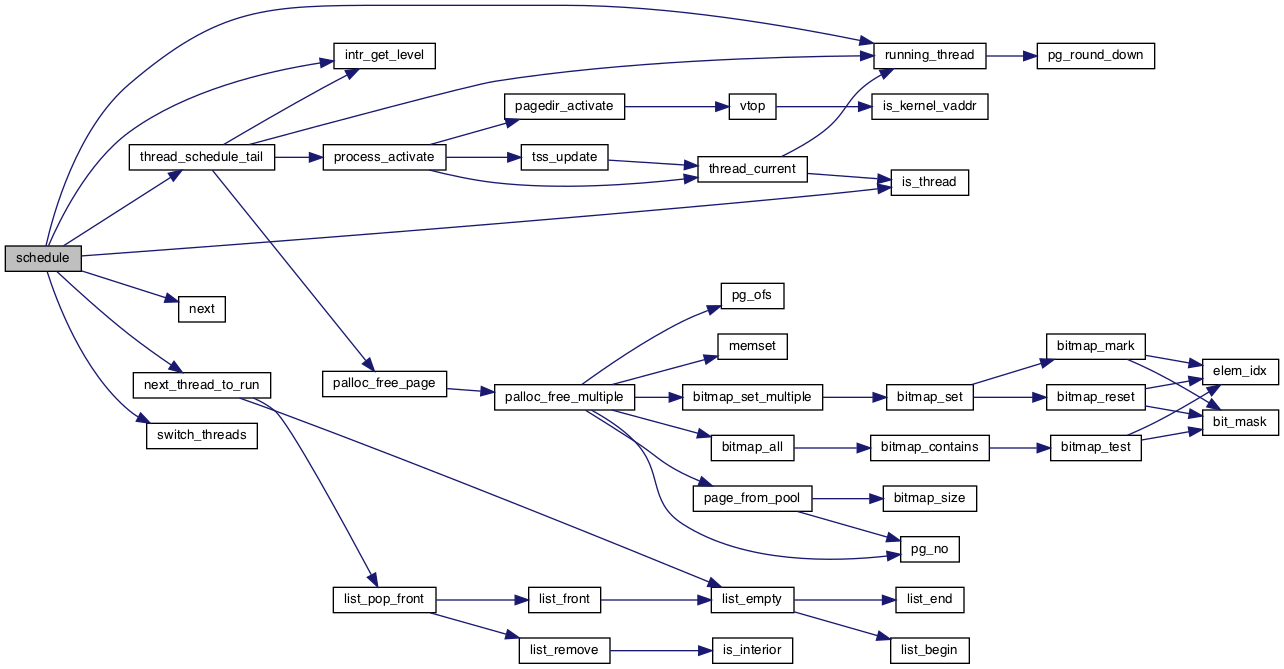 schedule
intr_get_level
thread_schedule_tail
next
next_thread_to_run
switch_threads
process_activate
palloc_free_page
list_pop_front
pagedir_activate
tss_update
palloc_free_multiple
list_front
list_remove
vtop
thread_current
pg_ofs
memset
bitmap_set_multiple
bitmap_all
page_from_pool
list_empty
is_interior
running_thread
is_kernel_vaddr
is_thread
bitmap_set
bitmap_contains
bitmap_size
pg_no
list_end
list_begin
pg_round_down
bitmap_mark
bitmap_reset
bitmap_test
elem_idx
bit_mask